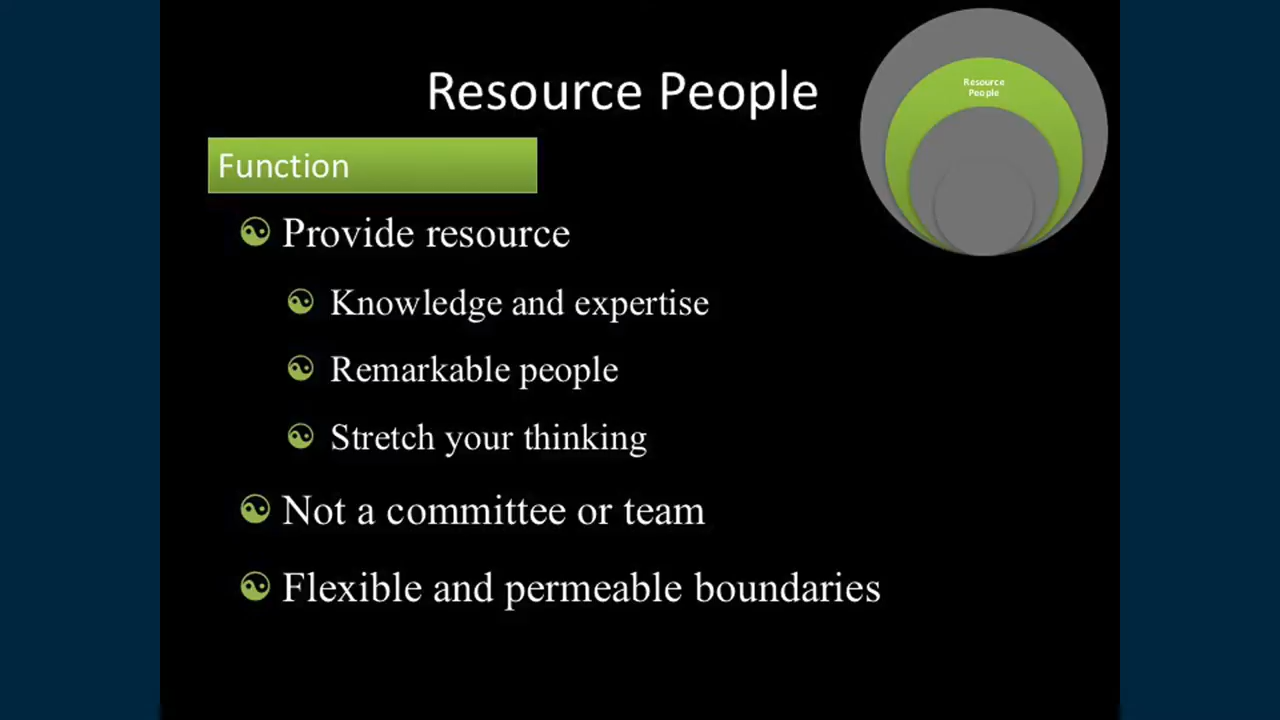 Resource People
Resource
People
Function
Provide resource
Knowledge and expertise
Remarkable people
Stretch your thinking
Not a committee or team
Flexible and permeable boundaries